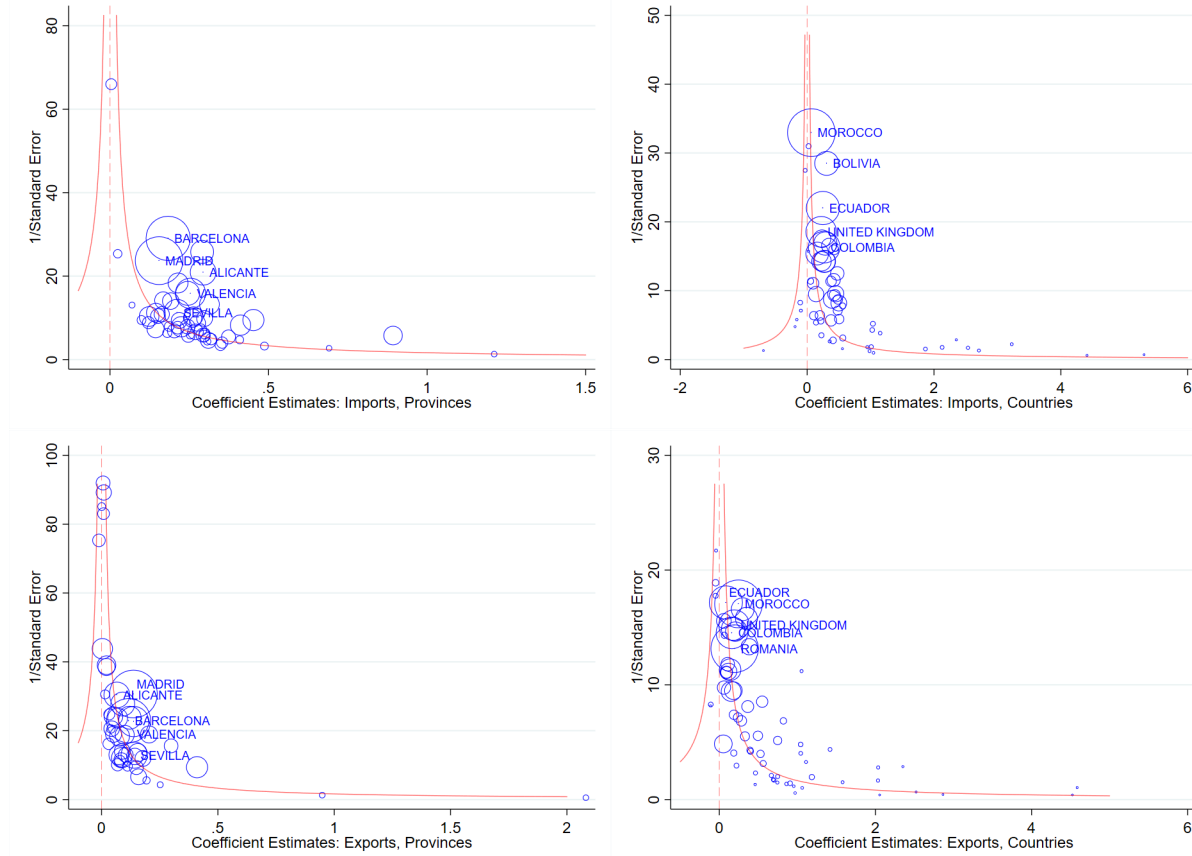 80
60
40
20
0
1/Standard Error
BARCELONA
MADRID
ALICANTE
VALENCIA
SEVILLA
0
.5
1
1.5
Coefficient Estimates: Imports, Provinces
50
40
30
20
10
0
1/Standard Error
MOROCCO
BOLIVIA
ECUADOR
UNITED KINGDOM
COLOMBIA
-2
0
2
4
6
Coefficient Estimates: Imports, Countries
100
80
60
40
20
0
1/Standard Error
MADRID
ALICANTE
BARCELONA
VALENCIA
SEVILLA
0
.5
1
1.5
2
Coefficient Estimates: Exports, Provinces
30
20
10
0
1/Standard Error
ECUADOR
MOROCCO
UNITED KINGDOM
COLOMBIA
ROMANIA
0
2
4
6
Coefficient Estimates: Exports, Countries